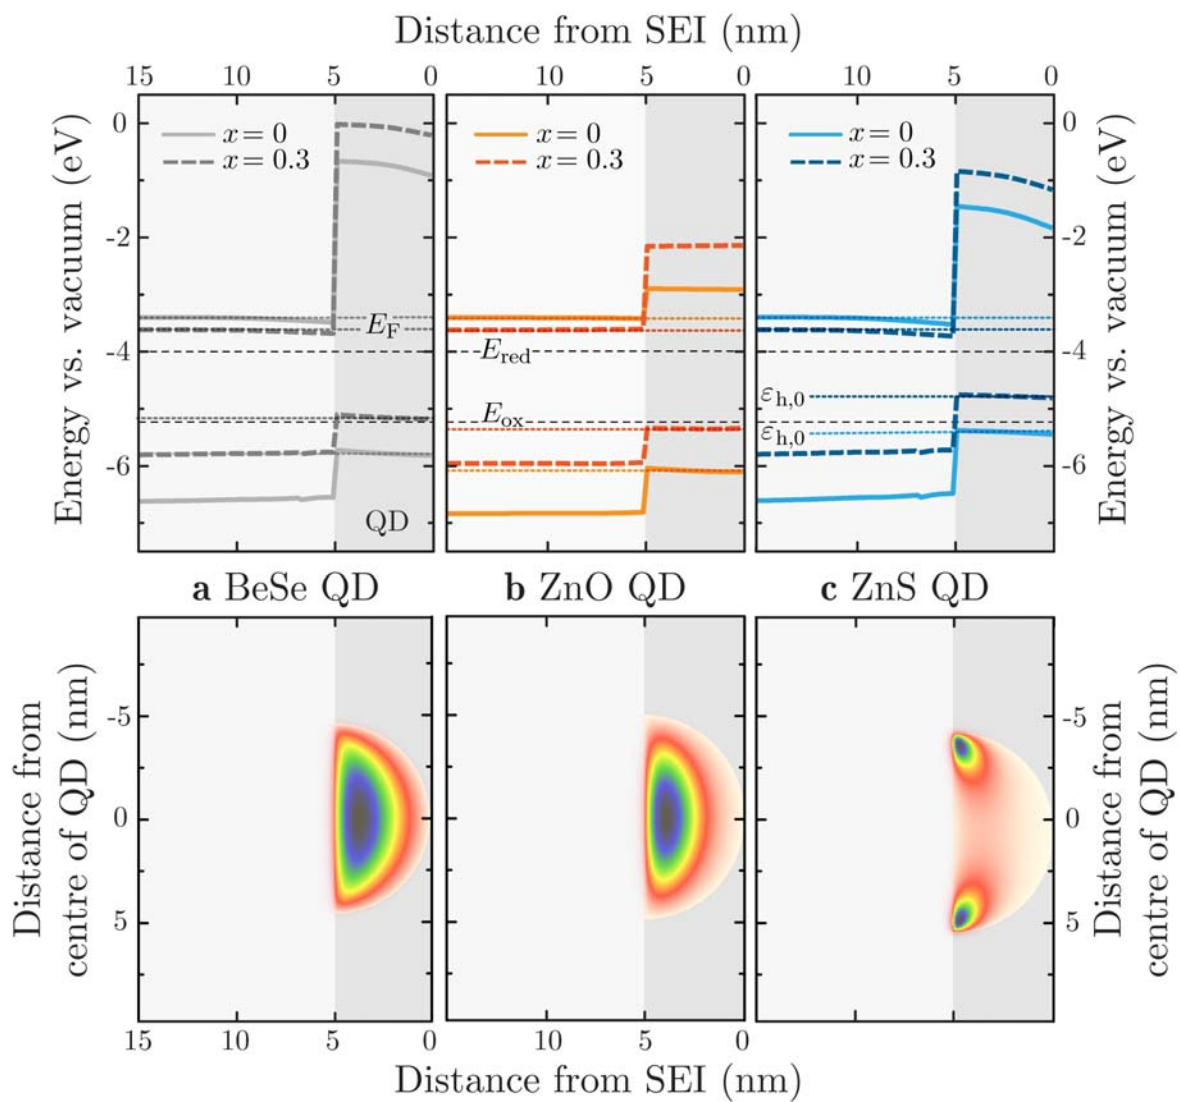 Distance from SEI (nm)
15 10 5 0 10 5 0 10 5 0
Energy vs. vacuum (eV)
0
-2
-4
-6
x = 0
x = 0.3
E_F
QD
x = 0
x = 0.3
E_red
E_ox
x = 0
x = 0.3
ε_h,0
ε_h,0
0
-2
-4
-6
Energy vs. vacuum (eV)
a BeSe QD
b ZnO QD
c ZnS QD
Distance from
centre of QD (nm)
-5
0
5
-5
0
5
Distance from
centre of QD (nm)
15 10 5 0 10 5 0
Distance from SEI (nm)